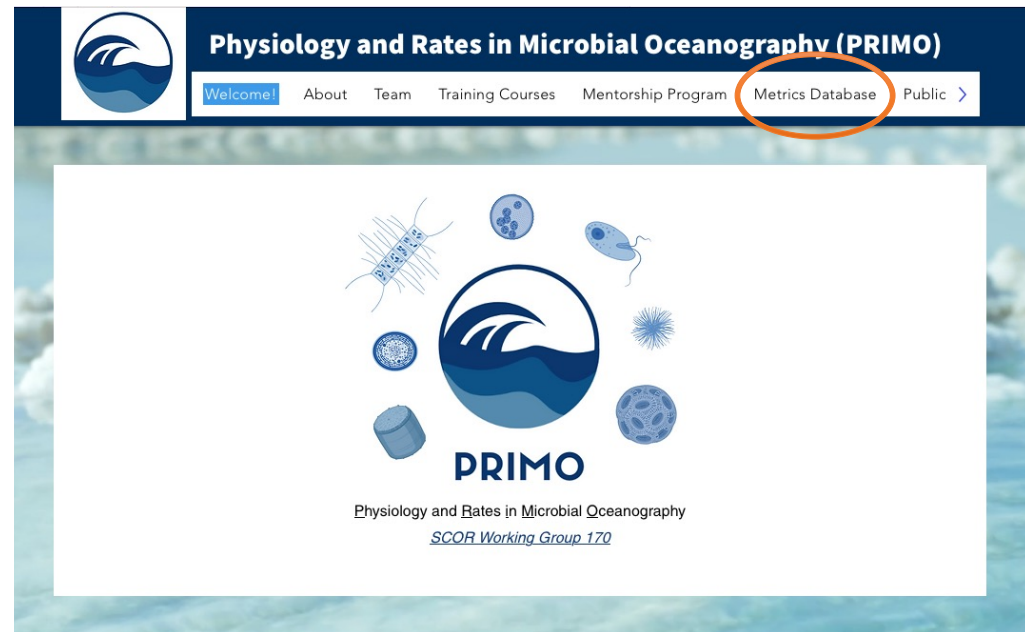 Physiology and Rates in Microbial Oceanography (PRIMO)
Welcome! About Team Training Courses Mentorship Program Metrics Database Public >
PRIMO
Physiology and Rates in Microbial Oceanography
SCOR Working Group 170